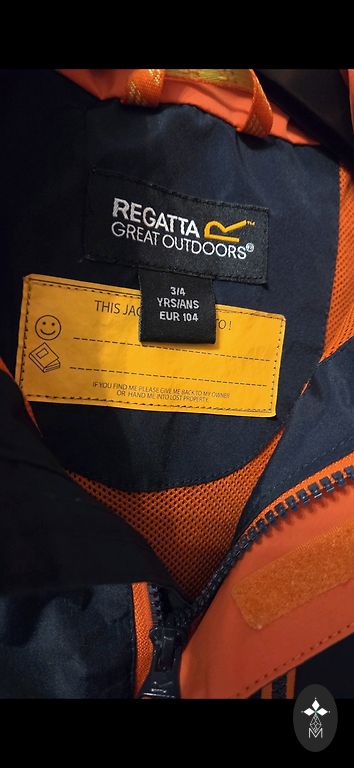 REGATTA
GREAT OUTDOORS®
3/4
YRS/ANS
EUR 104
THIS JAC TO !
IF YOU FIND ME PLEASE GIVE ME BACK TO MY OWNER
OR HAND ME INTO LOST PROPERTY.
M